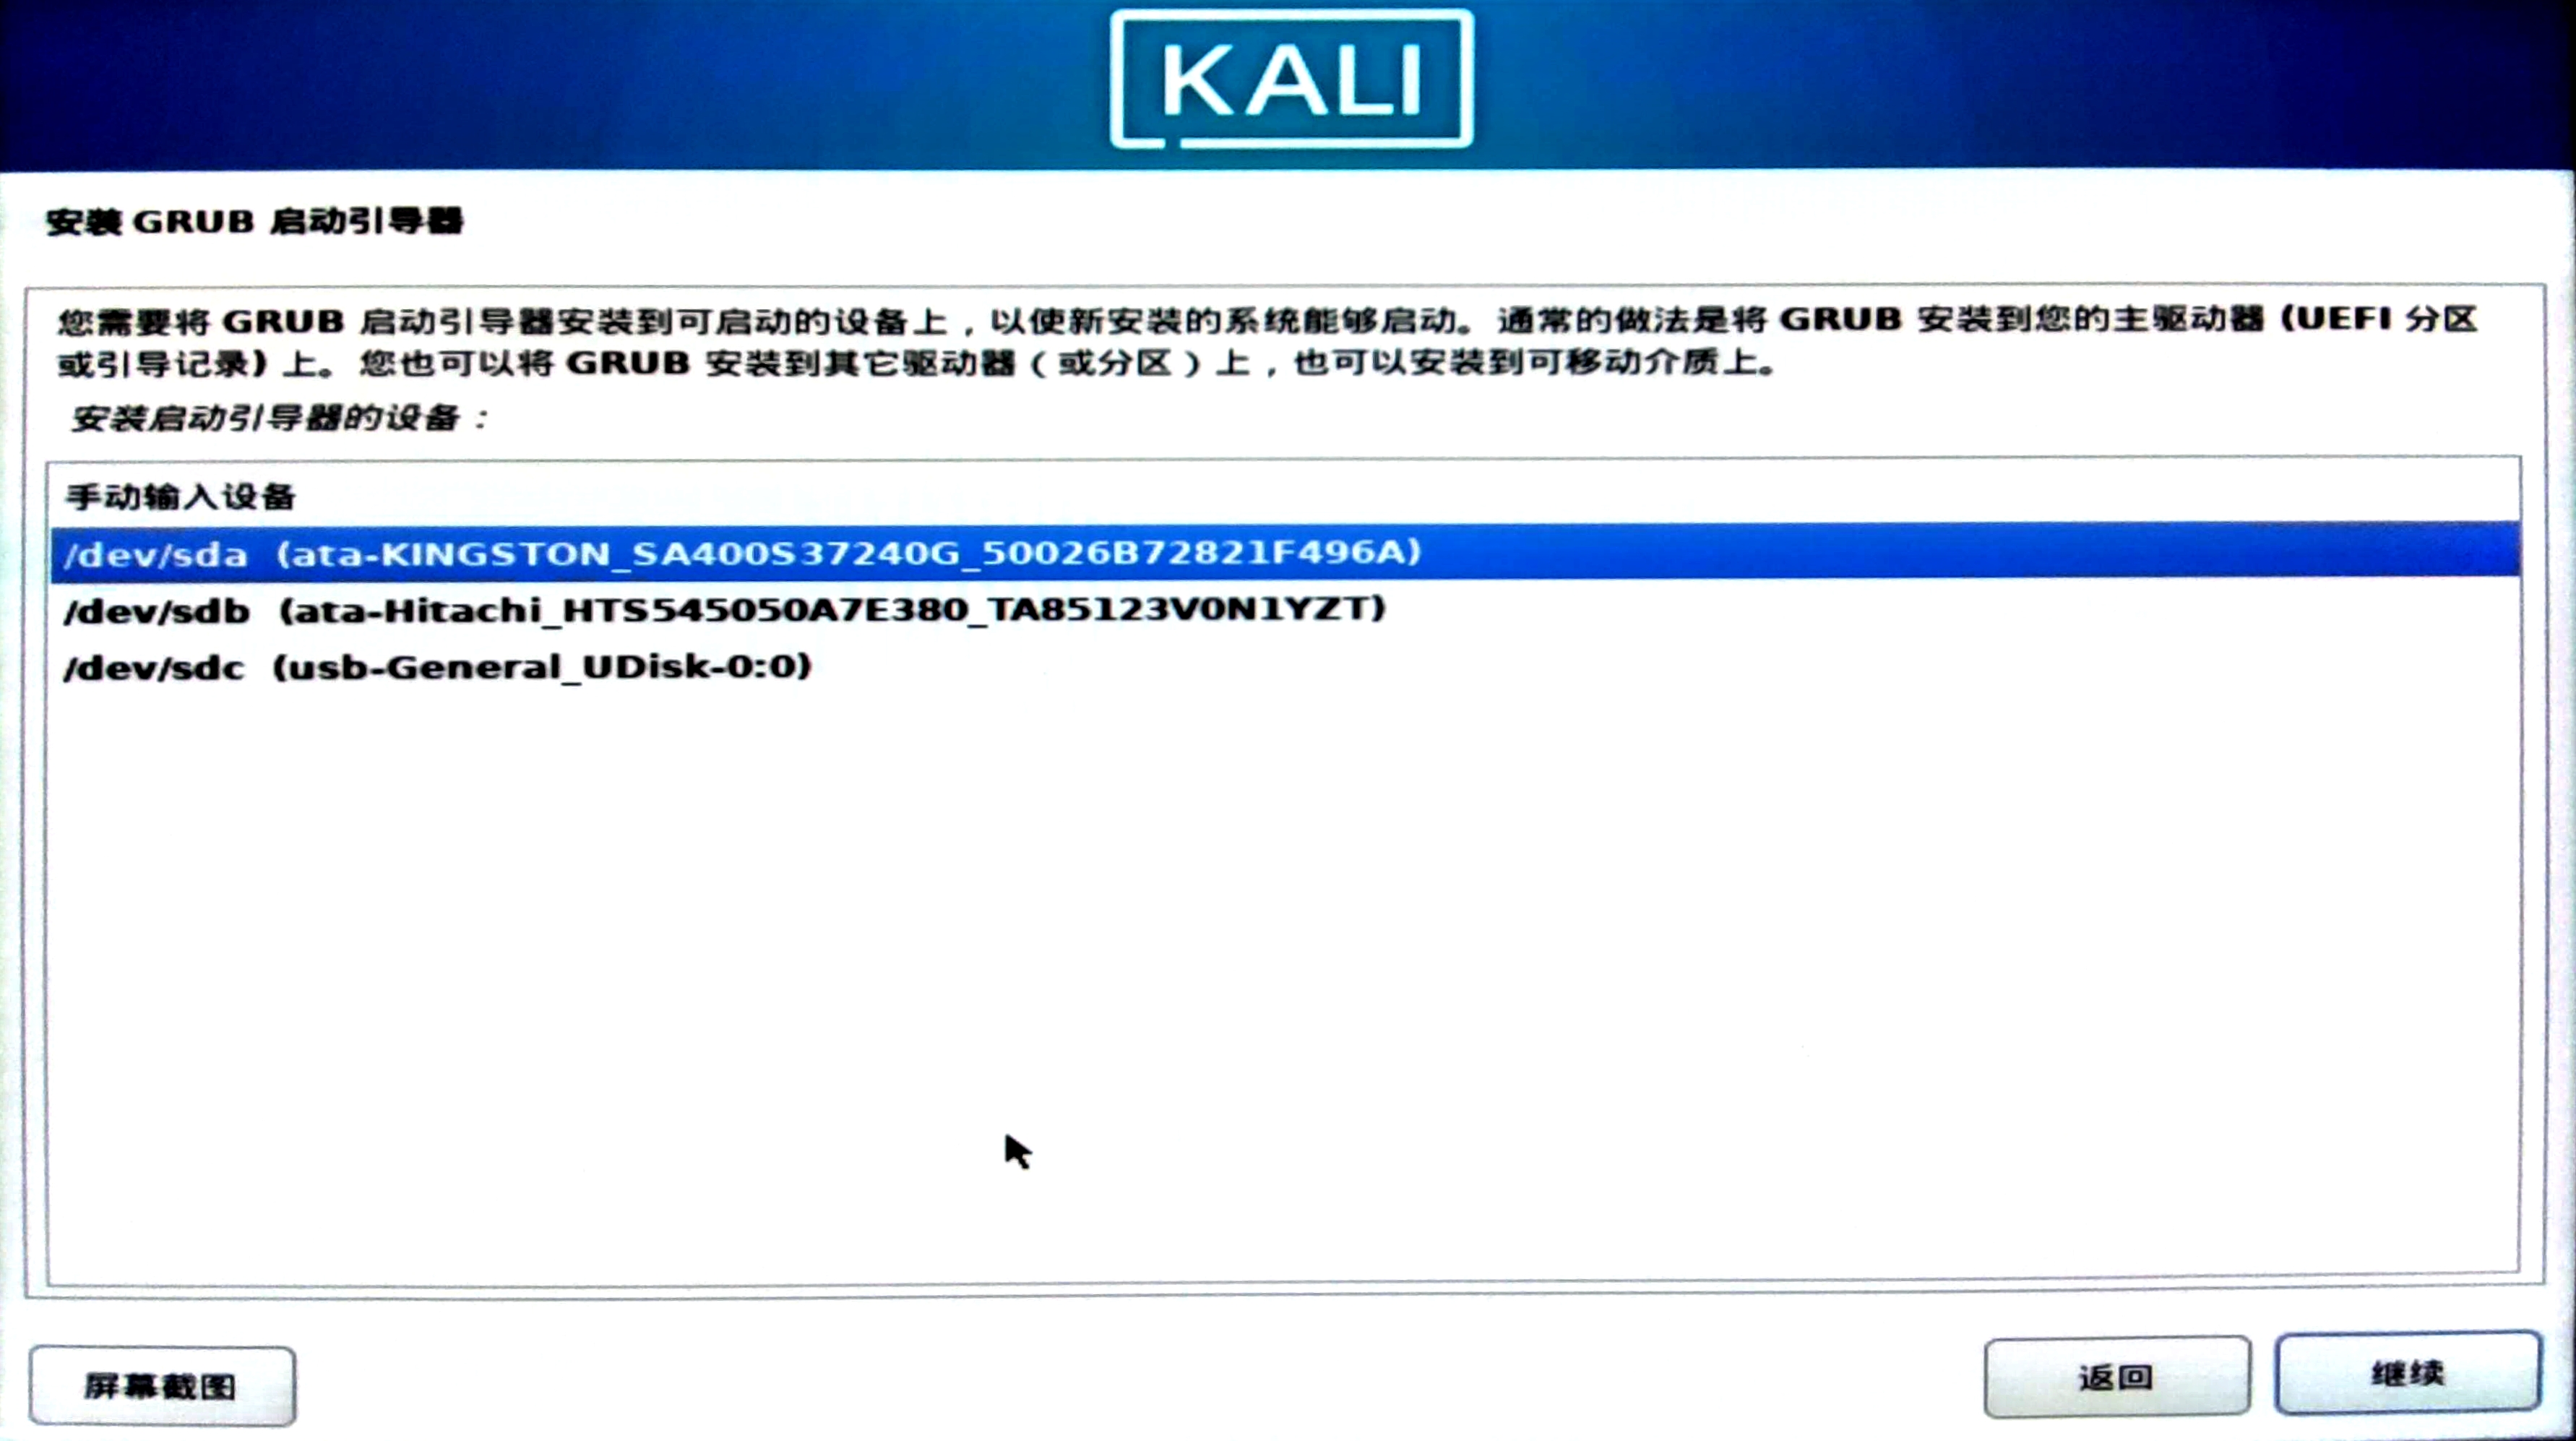 KALI
安装 GRUB 启动引导器
您需要将 GRUB 启动引导器安装到可启动的设备上，以使新安装的系统能够启动。通常的做法是将 GRUB 安装到您的主驱动器 (UEFI 分区
或引导记录) 上。您也可以将 GRUB 安装到其它驱动器（或分区）上，也可以安装到可移动介质上。
安装启动引导器的设备：
手动输入设备
/dev/sda (ata-KINGSTON_SA400S37240G_50026B72821F496A)
/dev/sdb (ata-Hitachi_HTS545050A7E380_TA85123V0N1YZT)
/dev/sdc (usb-General_UDisk-0:0)
屏幕截图
返回
继续